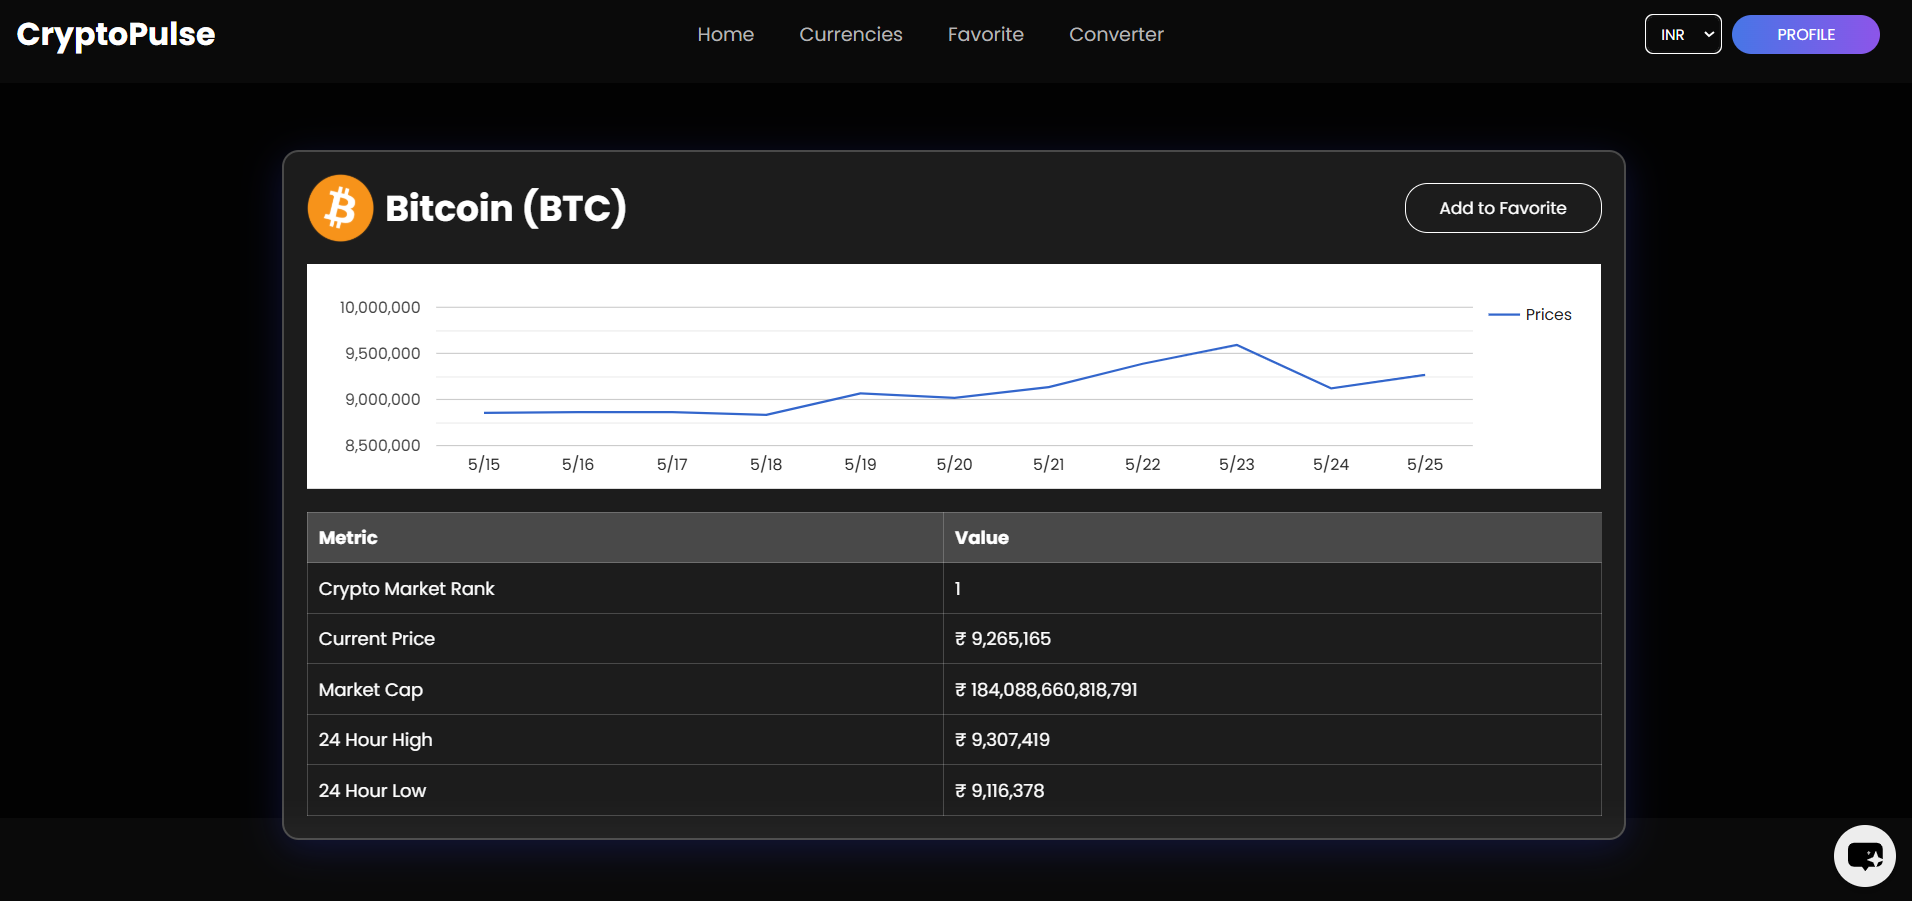 CryptoPulse
Home Currencies Favorite Converter
INR PROFILE
Bitcoin (BTC)
Add to Favorite
10,000,000
9,500,000
9,000,000
8,500,000
Prices
5/15 5/16 5/17 5/18 5/19 5/20 5/21 5/22 5/23 5/24 5/25
Metric Value
Crypto Market Rank 1
Current Price ₹ 9,265,165
Market Cap ₹ 184,088,660,818,791
24 Hour High ₹ 9,307,419
24 Hour Low ₹ 9,116,378